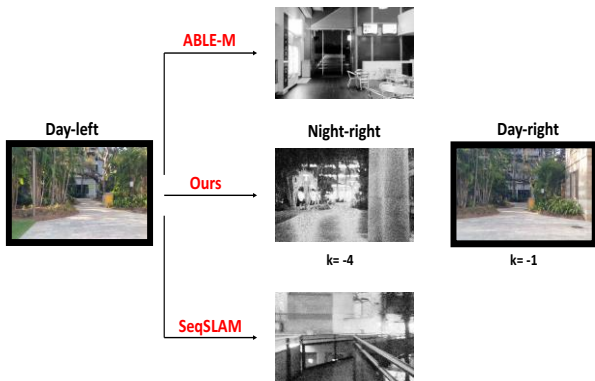 ABLE-M
Day-left
Night-right
Day-right
Ours
k= -4
k= -1
SeqSLAM